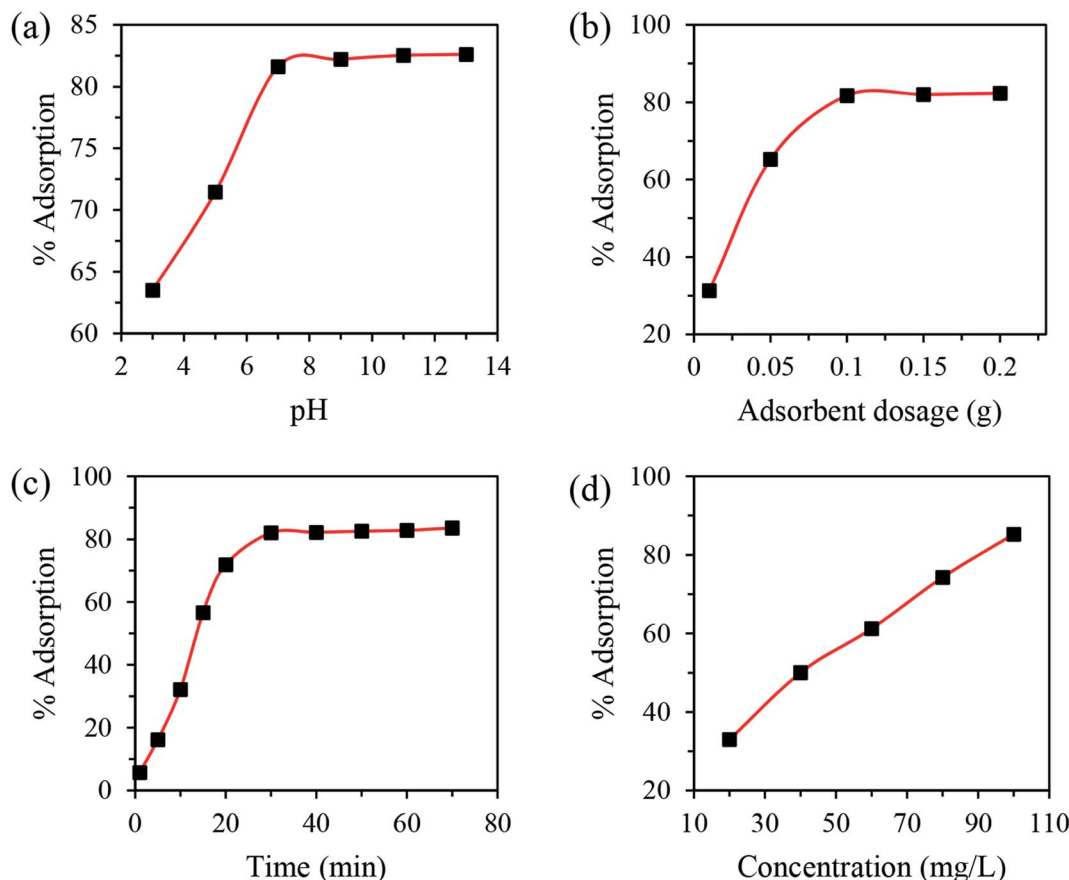 (a)
85
80
75
70
65
60
% Adsorption
2 4 6 8 10 12 14
pH
(b)
100
80
60
40
20
% Adsorption
0 0.05 0.1 0.15 0.2
Adsorbent dosage (g)
(c)
100
80
60
40
20
0
% Adsorption
0 20 40 60 80
Time (min)
(d)
100
80
60
40
20
% Adsorption
10 30 50 70 90 110
Concentration (mg/L)